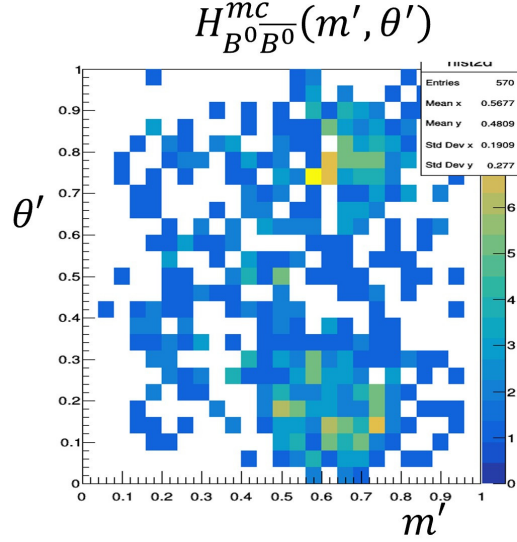 H^{mc}_{B^0\overline{B^0}}(m′, θ′)
hist2d
Entries 570
Mean x 0.5677
Mean y 0.4809
Std Dev x 0.1909
Std Dev y 0.277
1
0.9
0.8
0.7
0.6
0.5
0.4
0.3
0.2
0.1
0
θ′
6
5
4
3
2
1
0
0 0.1 0.2 0.3 0.4 0.5 0.6 0.7 0.8 0.9 1
m′